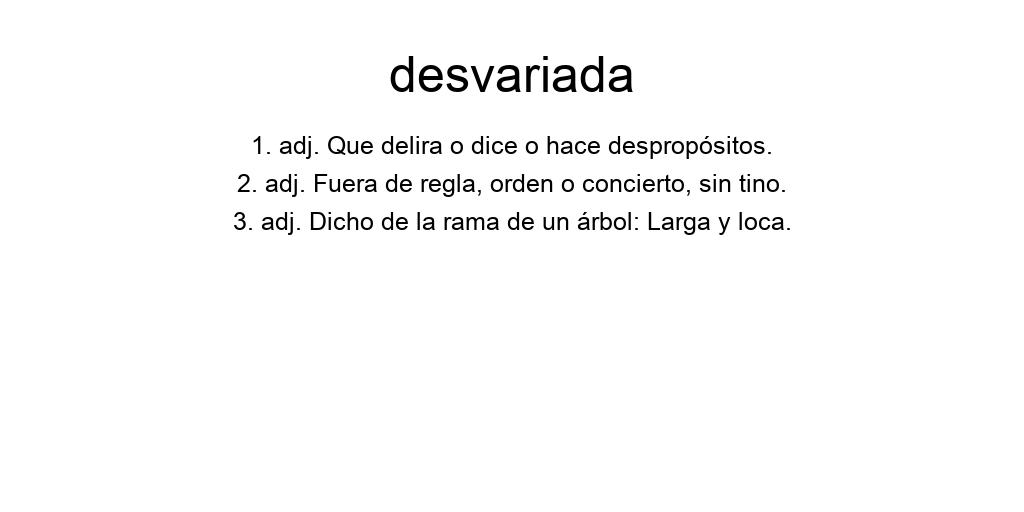 desvariada
1. adj. Que delira o dice o hace despropósitos.
2. adj. Fuera de regla, orden o concierto, sin tino.
3. adj. Dicho de la rama de un árbol: Larga y loca.